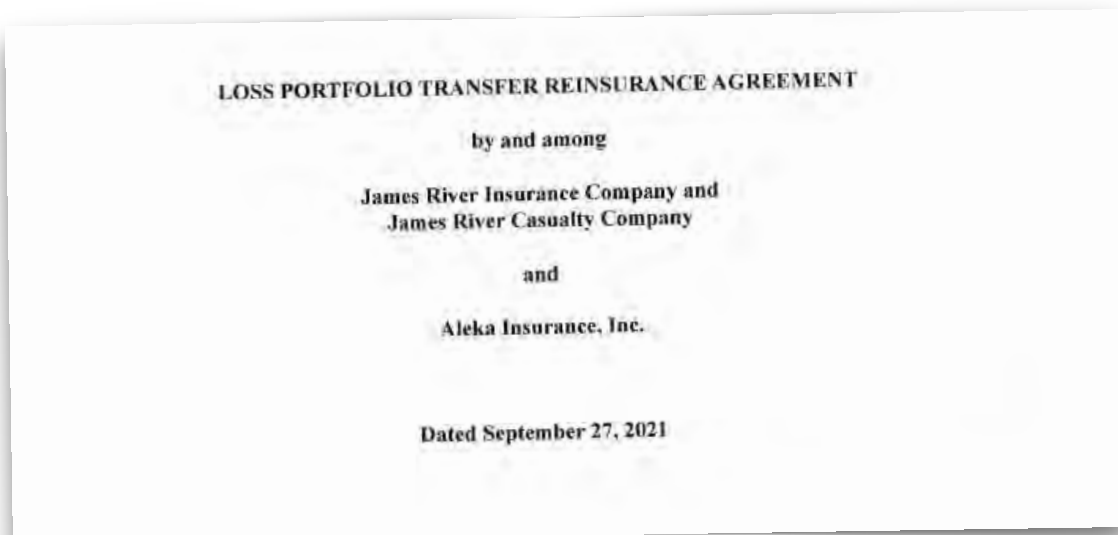 LOSS PORTFOLIO TRANSFER REINSURANCE AGREEMENT
by and among
James River Insurance Company and
James River Casualty Company
and
Aleka Insurance, Inc.
Dated September 27, 2021